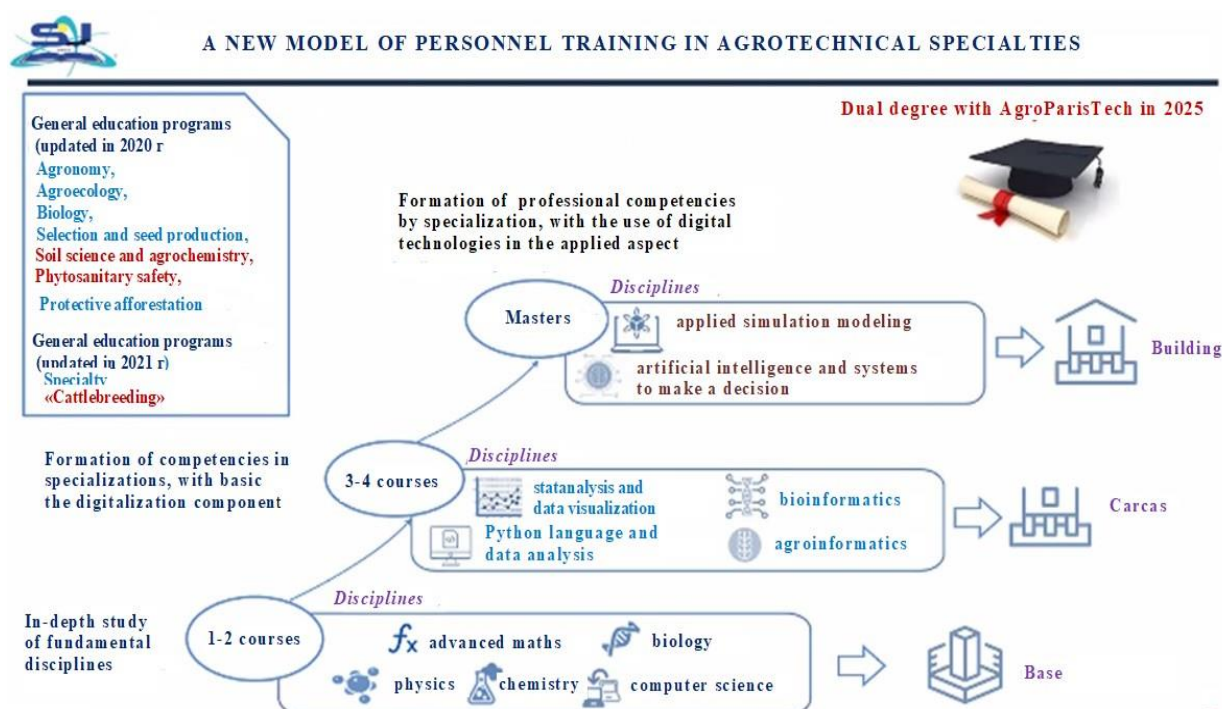 A NEW MODEL OF PERSONNEL TRAINING IN AGROTECHNICAL SPECIALTIES
General education programs
(updated in 2020 r
Agronomy,
Agroecology,
Biology,
Selection and seed production,
Soil science and agrochemistry,
Phytosanitary safety,
Protective afforestation
General education programs
(updated in 2021 r)
Specialty
«Cattlebreeding»
Dual degree with AgroParisTech in 2025
Formation of professional competencies
by specialization, with the use of digital
technologies in the applied aspect
Masters
Disciplines
applied simulation modeling
artificial intelligence and systems
to make a decision
Building
Formation of competencies in
specializations, with basic
the digitalization component
3-4 courses
Disciplines
statanalysis and
data visualization
Python language and
data analysis
bioinformatics
agroinformatics
Carcas
In-depth study
of fundamental
disciplines
1-2 courses
Disciplines
fx advanced maths
biology
physics
chemistry
computer science
Base